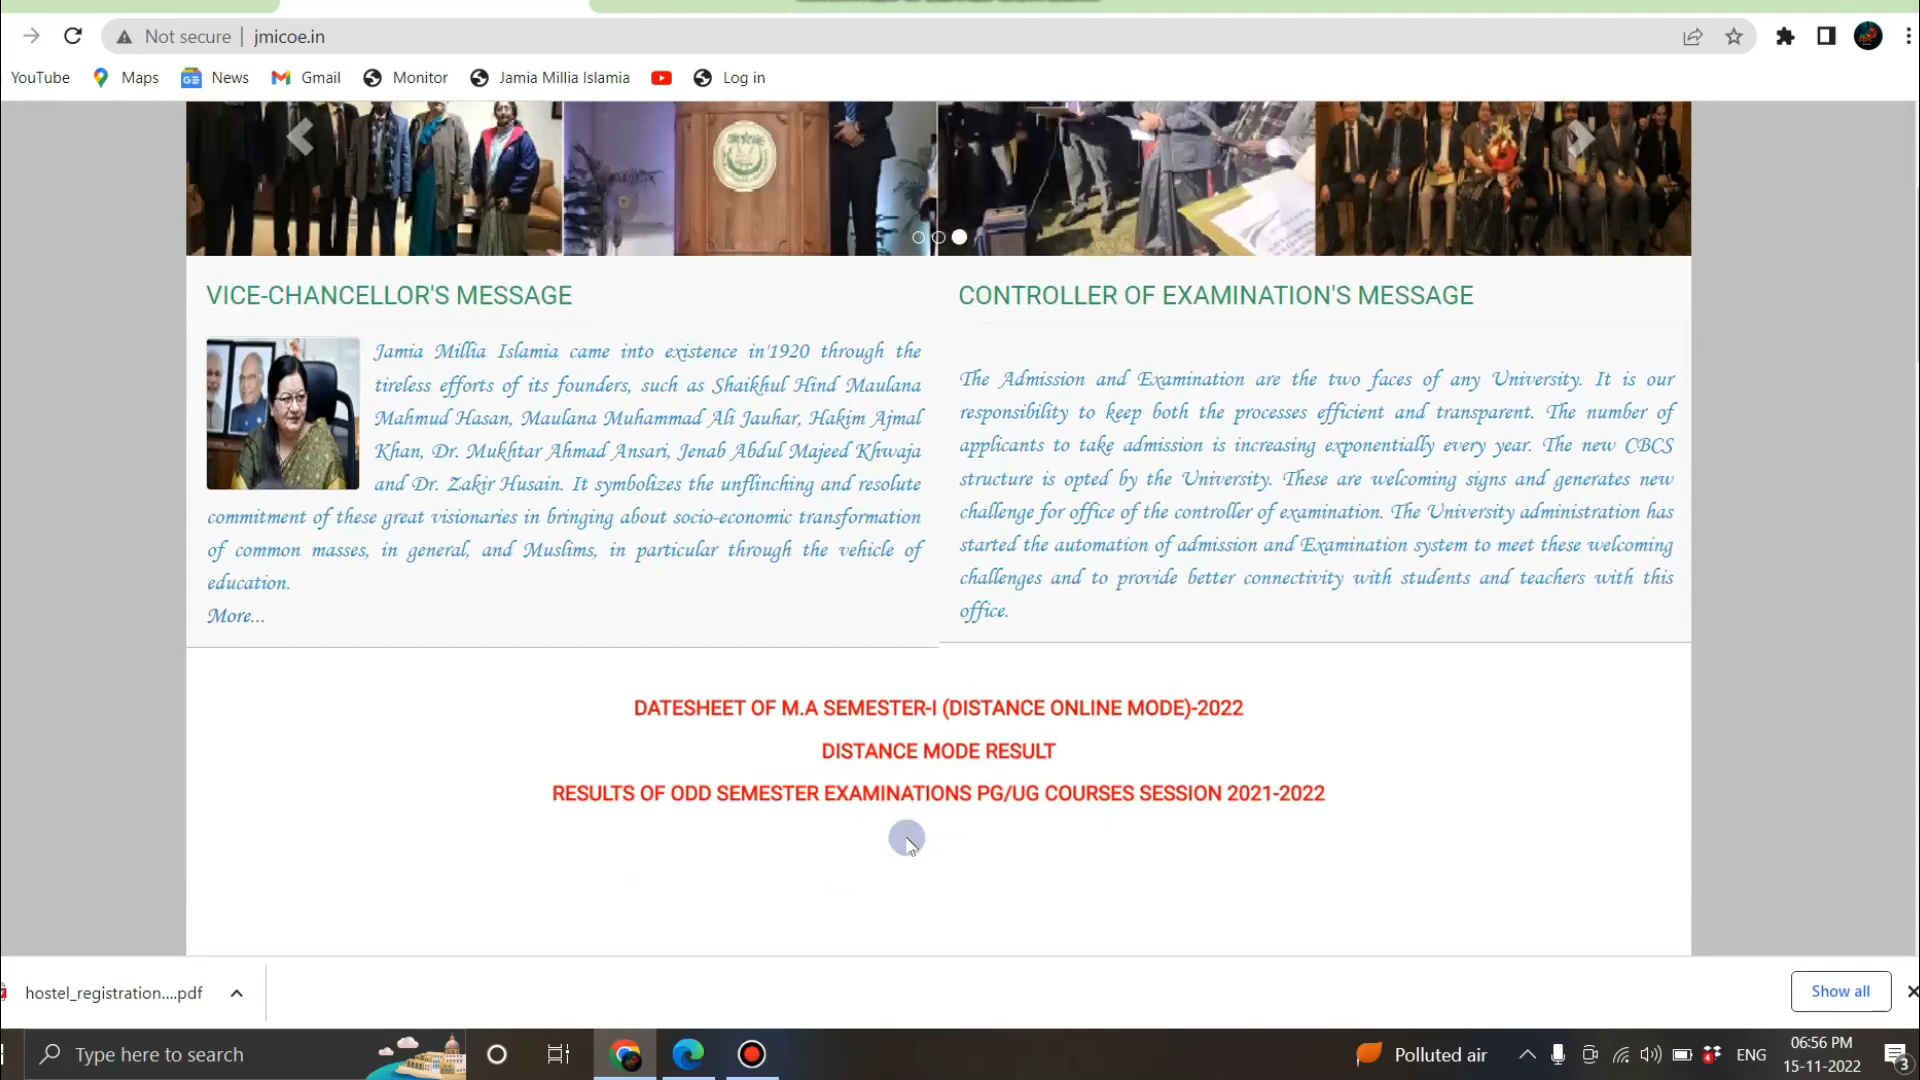 Not secure | jmicoe.in
YouTube Maps News Gmail Monitor Jamia Millia Islamia Log in
VICE-CHANCELLOR'S MESSAGE
Jamia Millia Islamia came into existence in'1920 through the
tireless efforts of its founders, such as Shaikhul Hind Maulana
Mahmud Hasan, Maulana Muhammad Ali Jauhar, Hakim Ajmal
Khan, Dr. Mukhtar Ahmad Ansari, Jenab Abdul Majeed Khwaja
and Dr. Zakir Husain. It symbolizes the unflinching and resolute
commitment of these great visionaries in bringing about socio-economic transformation
of common masses, in general, and Muslims, in particular through the vehicle of
education.
More...
CONTROLLER OF EXAMINATION'S MESSAGE
The Admission and Examination are the two faces of any University. It is our
responsibility to keep both the processes efficient and transparent. The number of
applicants to take admission is increasing exponentially every year. The new CBCS
structure is opted by the University. These are welcoming signs and generates new
challenge for office of the controller of examination. The University administration has
started the automation of admission and Examination system to meet these welcoming
challenges and to provide better connectivity with students and teachers with this
office.
DATESHEET OF M.A SEMESTER-I (DISTANCE ONLINE MODE)-2022
DISTANCE MODE RESULT
RESULTS OF ODD SEMESTER EXAMINATIONS PG/UG COURSES SESSION 2021-2022
hostel_registration....pdf
Show all
Type here to search
Polluted air
ENG
06:56 PM
15-11-2022
3